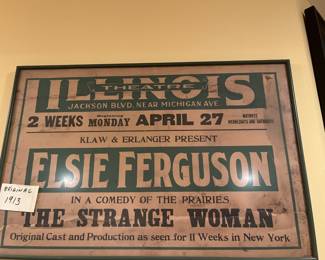 ILLINOIS
THEATRE
JACKSON BLVD. NEAR MICHIGAN AVE
2 WEEKS Beginning MONDAY APRIL 27 MATINEES WEDNESDAYS AND SATURDAYS
KLAW & ERLANGER PRESENT
ELSIE FERGUSON
ORIGINAL
1913
IN A COMEDY OF THE PRAIRIES
THE STRANGE WOMAN
Original Cast and Production as seen for 11 Weeks in New York